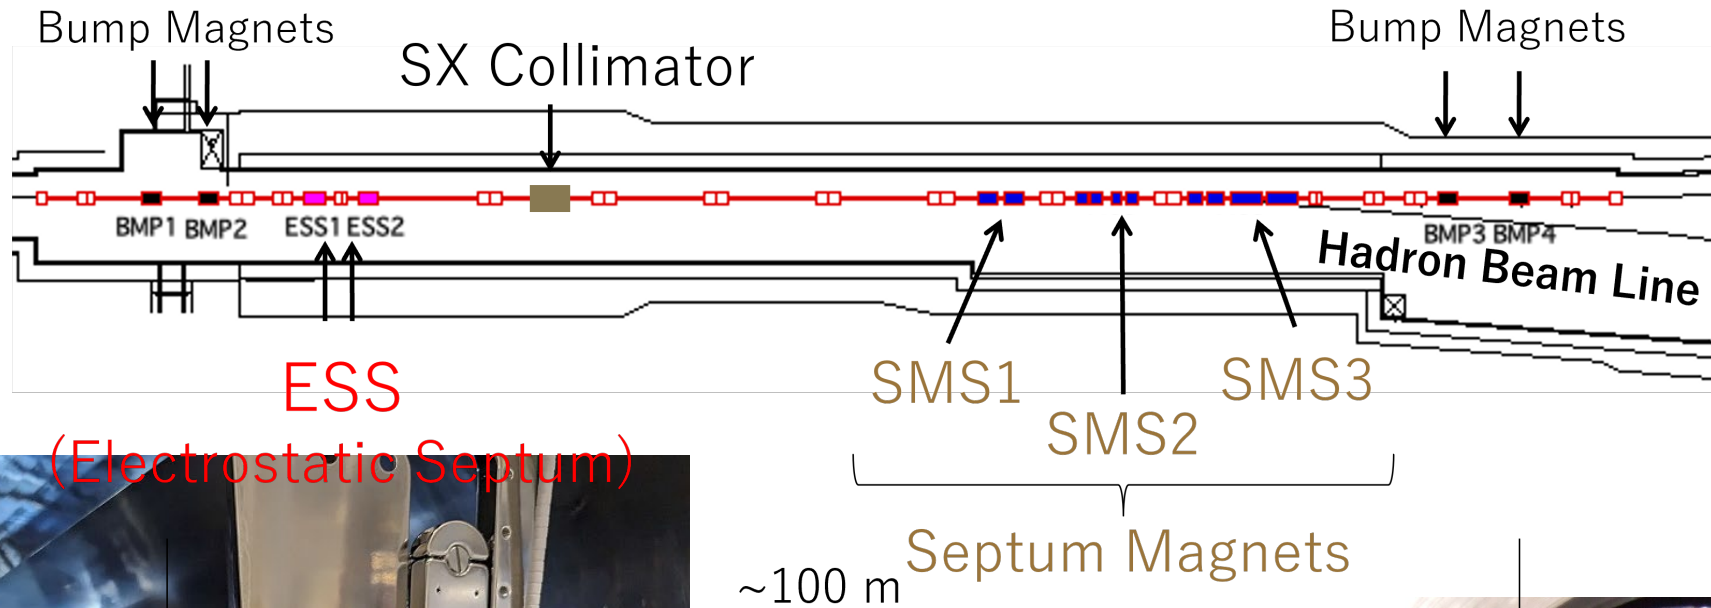 Bump Magnets
Bump Magnets
SX Collimator
BMP1 BMP2
ESS1 ESS2
BMP3 BMP4
Hadron Beam Line
ESS
(Electrostatic Septum)
SMS1
SMS2
SMS3
Septum Magnets
~100 m